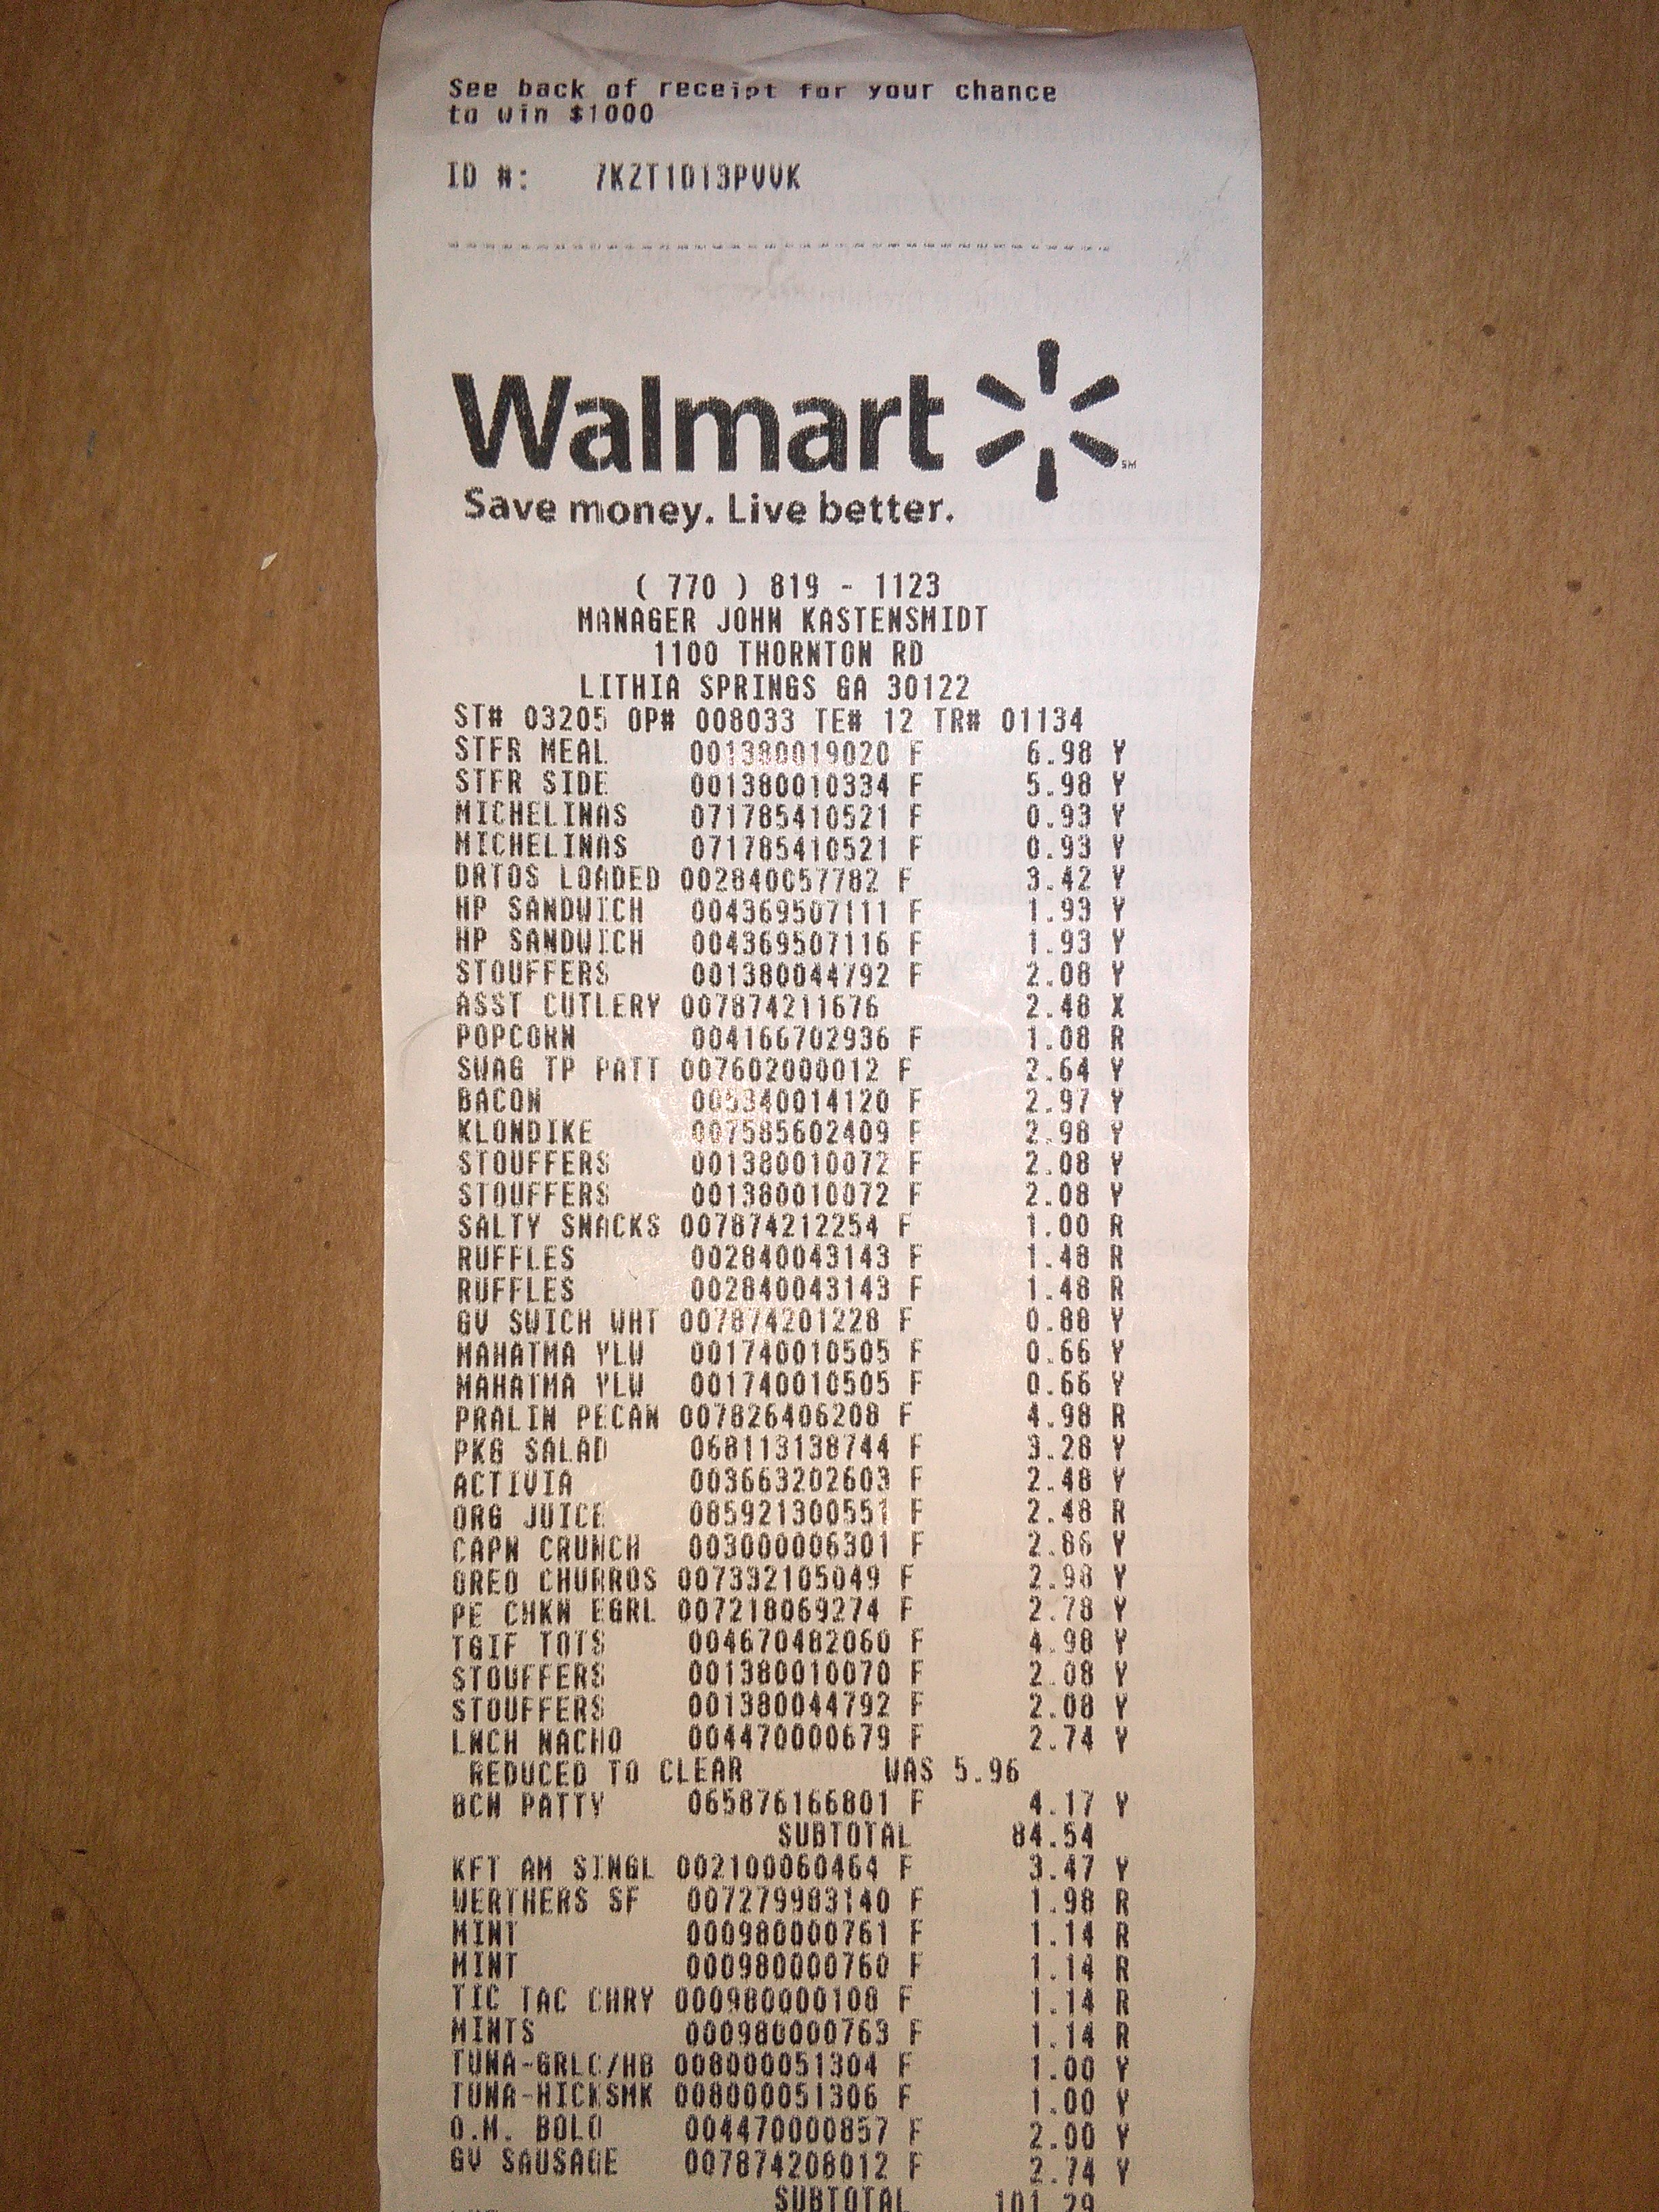 See back of receipt for your chance
to win $1000
ID #: 7KZT1D13PVVK
Walmart
SM
Save money. Live better.
( 770 ) 819 - 1123
MANAGER JOHN KASTENSMIDT
1100 THORNTON RD
LITHIA SPRINGS GA 30122
ST# 03205 OP# 008033 TE# 12 TR# 01134
STFR MEAL 001380019020 F 6.98 Y
STFR SIDE 001380010334 F 5.98 Y
MICHELINAS 071785410521 F 0.93 Y
MICHELINAS 071785410521 F 0.93 Y
DRTOS LOADED 002840057782 F 3.42 Y
HP SANDWICH 004369507111 F 1.93 Y
HP SANDWICH 004369507116 F 1.93 Y
STOUFFERS 001380044792 F 2.08 Y
ASST CUTLERY 007874211676 2.48 X
POPCORN 004166702936 F 1.08 R
SWAG TP PATT 007602000012 F 2.64 Y
BACON 005340014120 F 2.97 Y
KLONDIKE 007585602409 F 2.98 Y
STOUFFERS 001380010072 F 2.08 Y
STOUFFERS 001380010072 F 2.08 Y
SALTY SNACKS 007874212254 F 1.00 R
RUFFLES 002840043143 F 1.48 R
RUFFLES 002840043143 F 1.48 R
GV SWICH WHT 007874201228 F 0.88 Y
MAHATMA YLW 001740010505 F 0.66 Y
MAHATMA YLW 001740010505 F 0.66 Y
PRALIN PECAN 007826406208 F 4.98 R
PKG SALAD 068113138744 F 3.28 Y
ACTIVIA 003663202603 F 2.48 Y
ORG JUICE 085921300551 F 2.48 R
CAPN CRUNCH 003000006301 F 2.86 Y
OREO CHURROS 007332105049 F 2.98 Y
PE CHKN EGRL 007218069274 F 2.78 Y
TGIF TOTS 004670482060 F 4.98 Y
STOUFFERS 001380010070 F 2.08 Y
STOUFFERS 001380044792 F 2.08 Y
LNCH NACHO 004470000679 F 2.74 Y
REDUCED TO CLEAR WAS 5.96
BCN PATTY 065876166801 F 4.17 Y
SUBTOTAL 84.54
KFT AM SINGL 002100060464 F 3.47 Y
WERTHERS SF 007279903140 F 1.98 R
MINT 000980000761 F 1.14 R
MINT 000980000760 F 1.14 R
TIC TAC CHRY 000980000108 F 1.14 R
MINTS 000980000763 F 1.14 R
TUNA-GRLC/HB 008000051304 F 1.00 Y
TUNA-HICKSMK 008000051306 F 1.00 Y
O.M. BOLO 004470000857 F 2.00 Y
GV SAUSAGE 007874208012 F 2.74 Y
SUBTOTAL 101.29